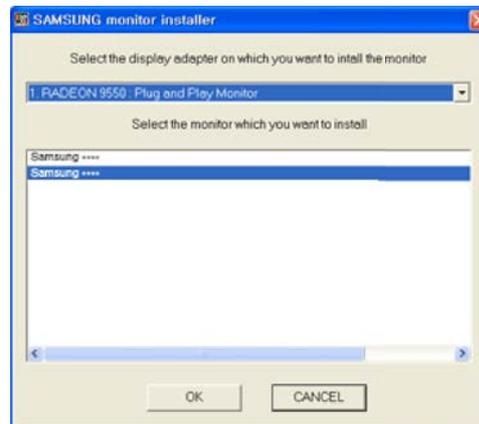 SAMSUNG monitor installer
Select the display adapter on which you want to intall the monitor
1. RADEON 9550 : Plug and Play Monitor
Select the monitor which you want to install
Samsung ****
Samsung ****
OK
CANCEL